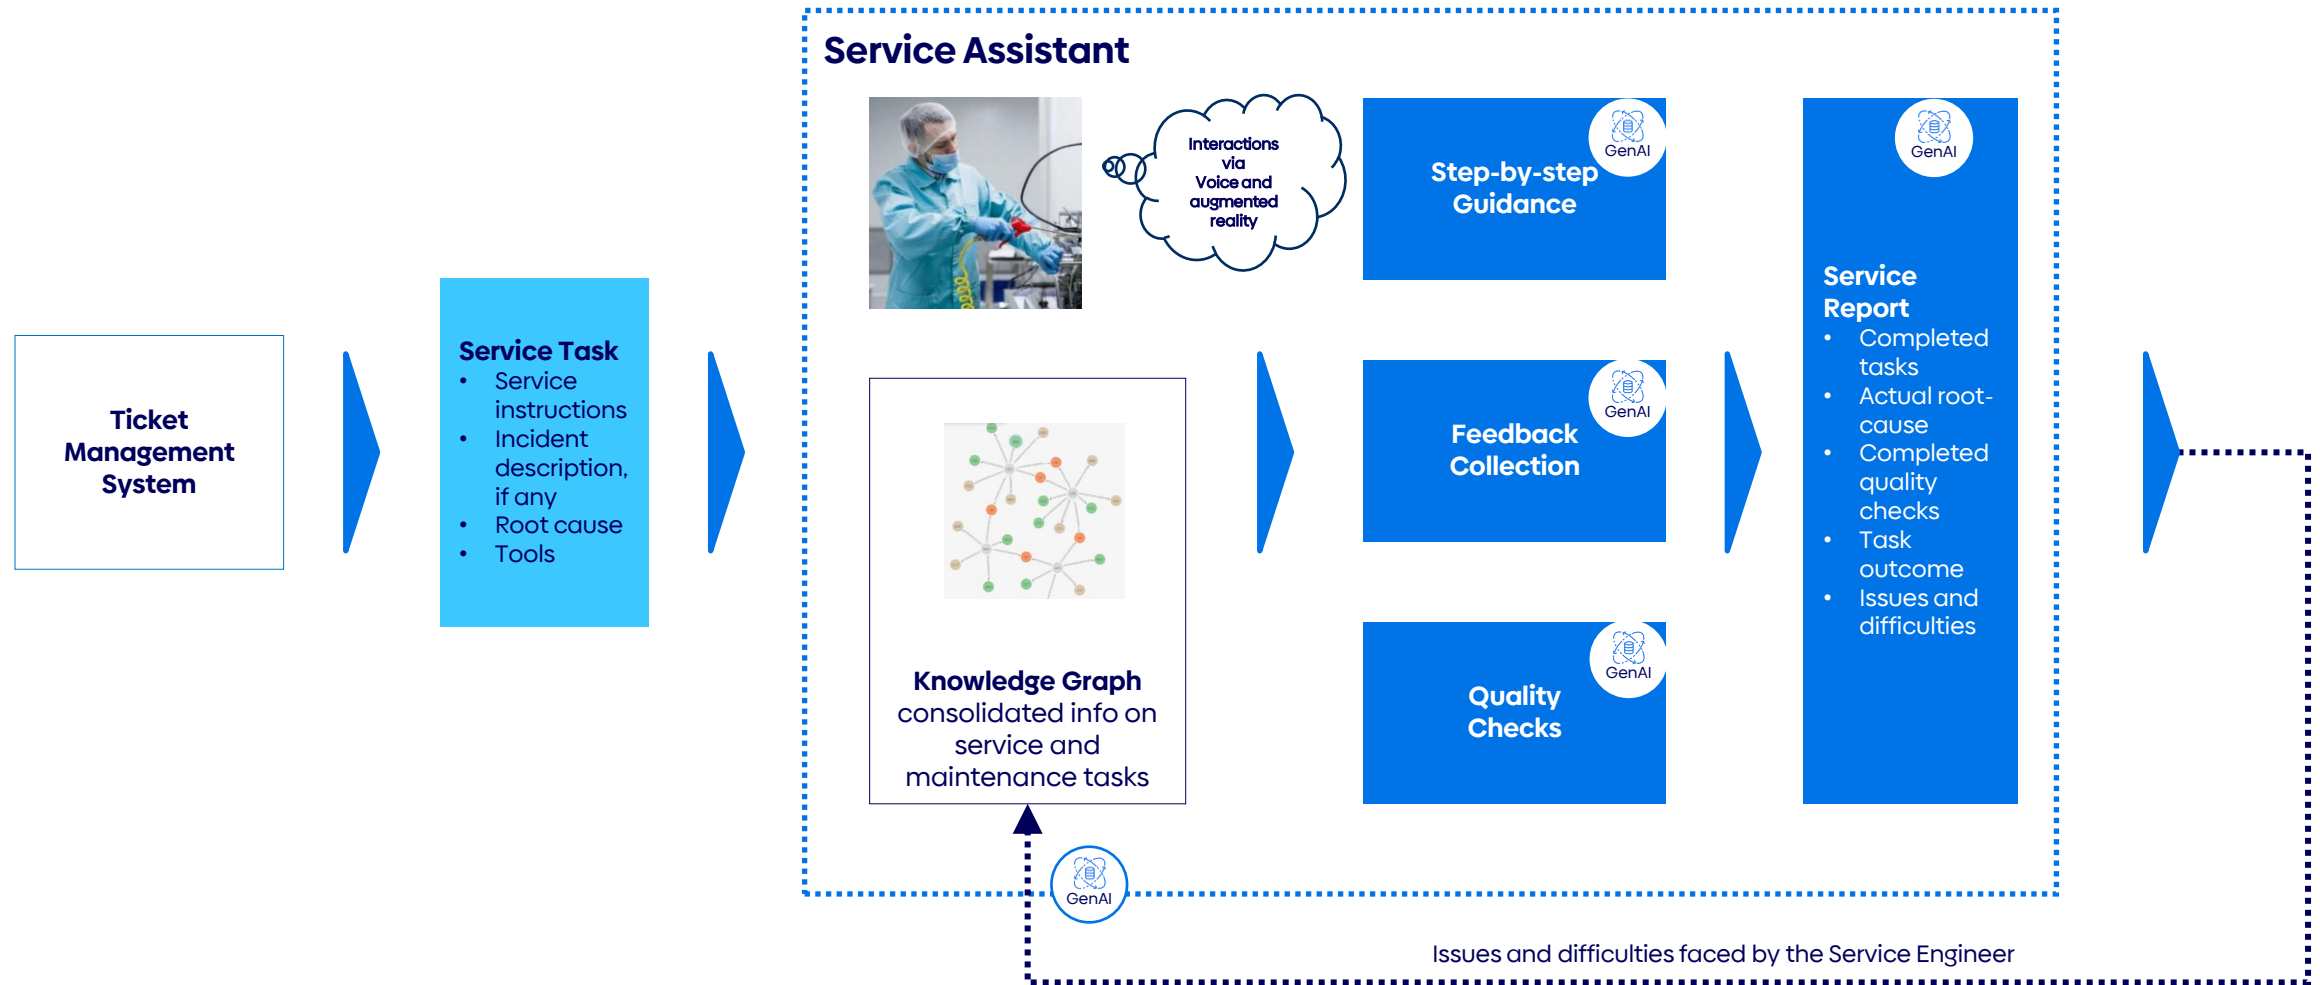 Service Assistant
Interactions
via
Voice and
augmented
reality
GenAI
Step-by-step
Guidance
GenAI
Service
Report
• Completed
tasks
• Actual root-
cause
• Completed
quality
checks
• Task
outcome
• Issues and
difficulties
Ticket
Management
System
Service Task
• Service
instructions
• Incident
description,
if any
• Root cause
• Tools
GenAI
Feedback
Collection
Knowledge Graph
consolidated info on
service and
maintenance tasks
GenAI
Quality
Checks
GenAI
Issues and difficulties faced by the Service Engineer